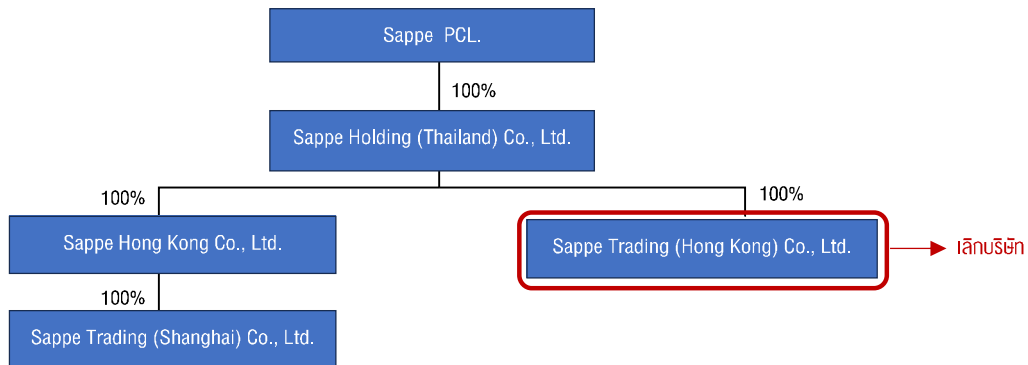 Sappe PCL.
100%
Sappe Holding (Thailand) Co., Ltd.
100%
100%
Sappe Hong Kong Co., Ltd.
Sappe Trading (Hong Kong) Co., Ltd.
เลิกบริษัท
100%
Sappe Trading (Shanghai) Co., Ltd.